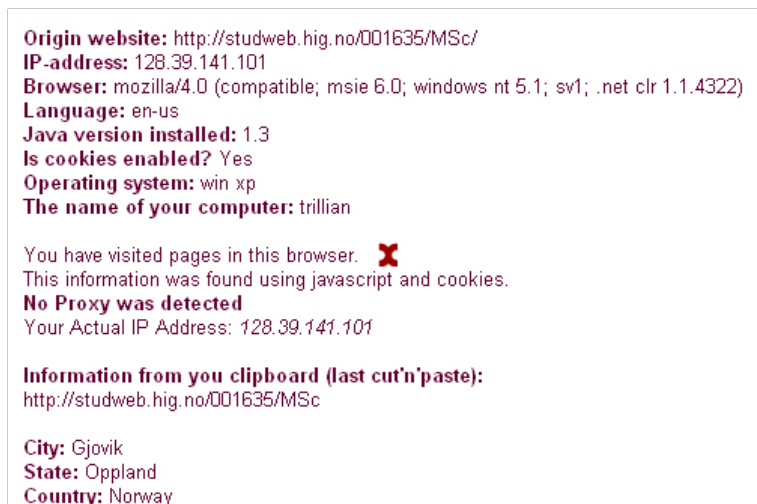 Origin website: http://studweb.hig.no/001635/MSc/
IP-address: 128.39.141.101
Browser: mozilla/4.0 (compatible; msie 6.0; windows nt 5.1; sv1; .net clr 1.1.4322)
Language: en-us
Java version installed: 1.3
Is cookies enabled? Yes
Operating system: win xp
The name of your computer: trillian
You have visited pages in this browser.
This information was found using javascript and cookies.
No Proxy was detected
Your Actual IP Address: 128.39.141.101
Information from you clipboard (last cut'n'paste):
http://studweb.hig.no/001635/MSc
City: Gjovik
State: Oppland
Country: Norway